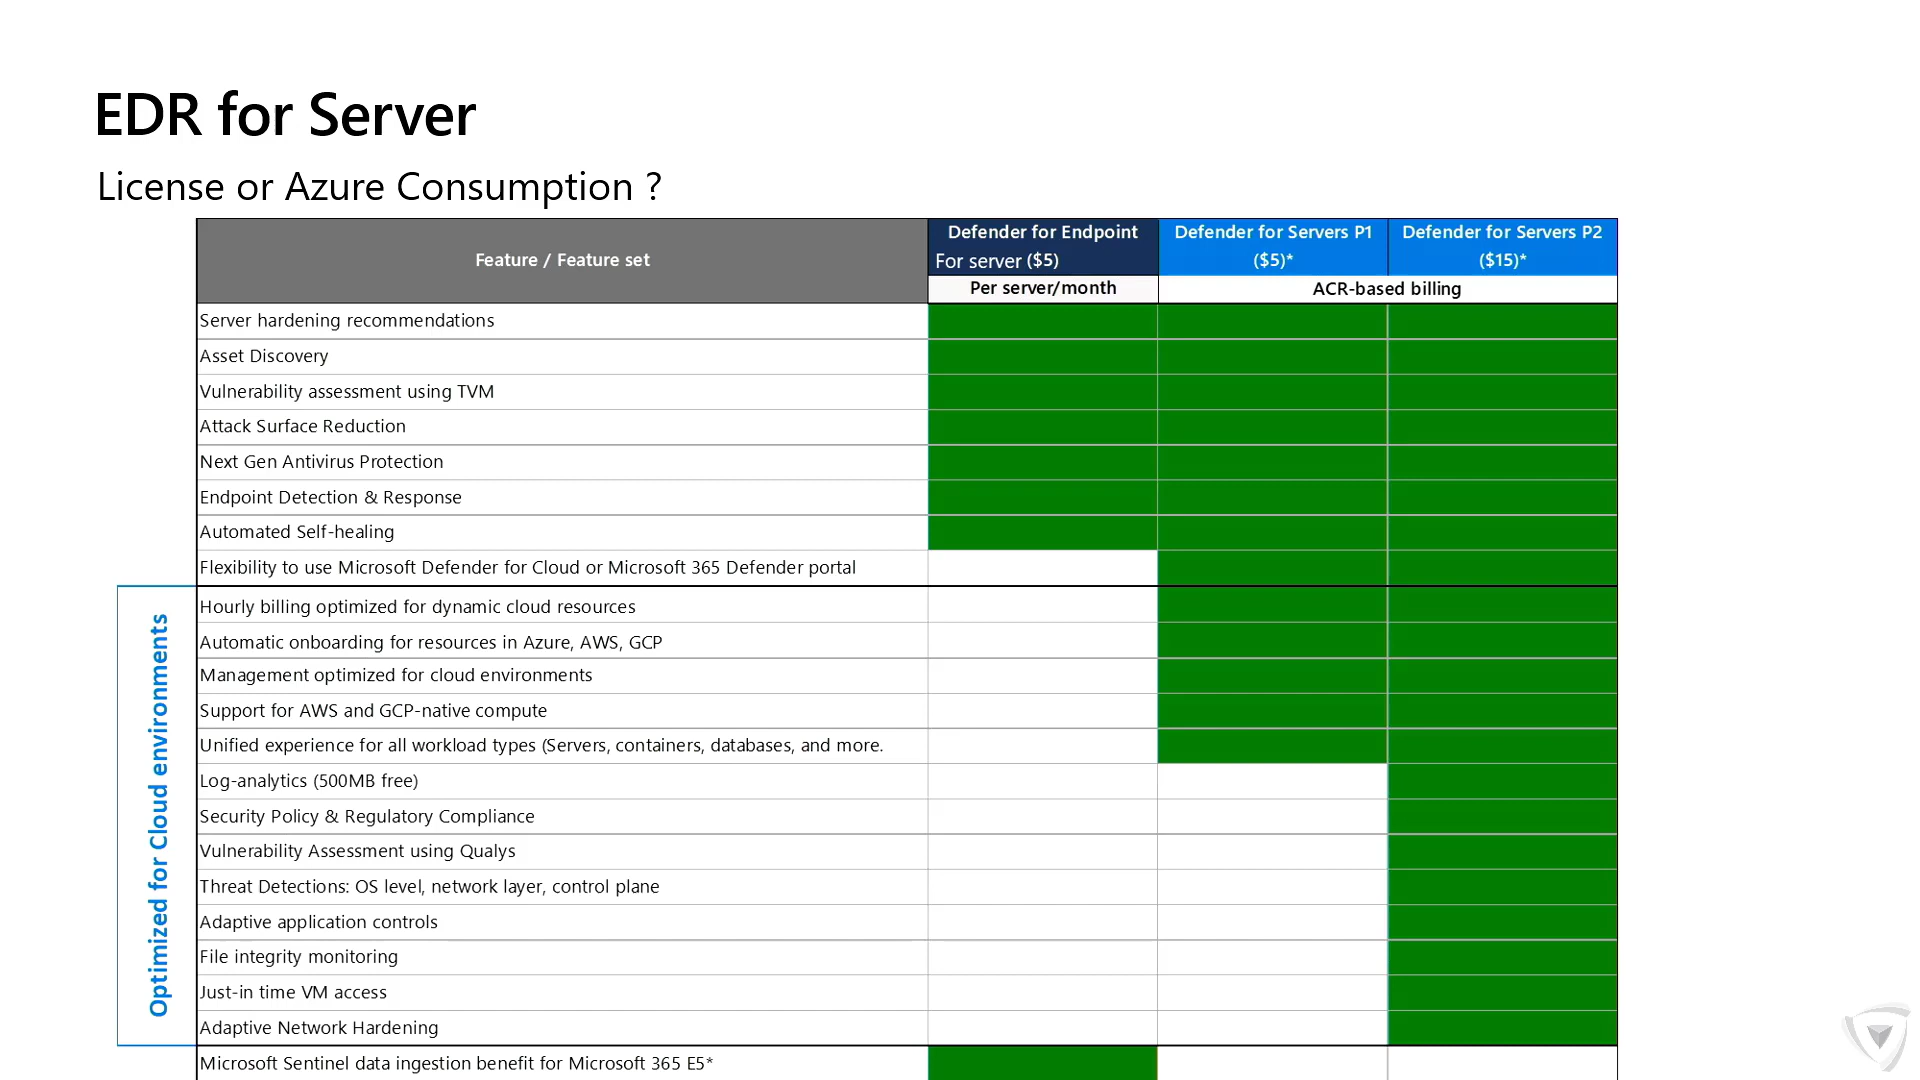 EDR for Server
License or Azure Consumption ?
Feature / Feature set
Defender for Endpoint
For server ($5)
Defender for Servers P1
($5)*
Defender for Servers P2
($15)*
Per server/month
ACR-based billing
Server hardening recommendations
Asset Discovery
Vulnerability assessment using TVM
Attack Surface Reduction
Next Gen Antivirus Protection
Endpoint Detection & Response
Automated Self-healing
Flexibility to use Microsoft Defender for Cloud or Microsoft 365 Defender portal
Optimized for Cloud environments
Hourly billing optimized for dynamic cloud resources
Automatic onboarding for resources in Azure, AWS, GCP
Management optimized for cloud environments
Support for AWS and GCP-native compute
Unified experience for all workload types (Servers, containers, databases, and more.
Log-analytics (500MB free)
Security Policy & Regulatory Compliance
Vulnerability Assessment using Qualys
Threat Detections: OS level, network layer, control plane
Adaptive application controls
File integrity monitoring
Just-in time VM access
Adaptive Network Hardening
Microsoft Sentinel data ingestion benefit for Microsoft 365 E5*